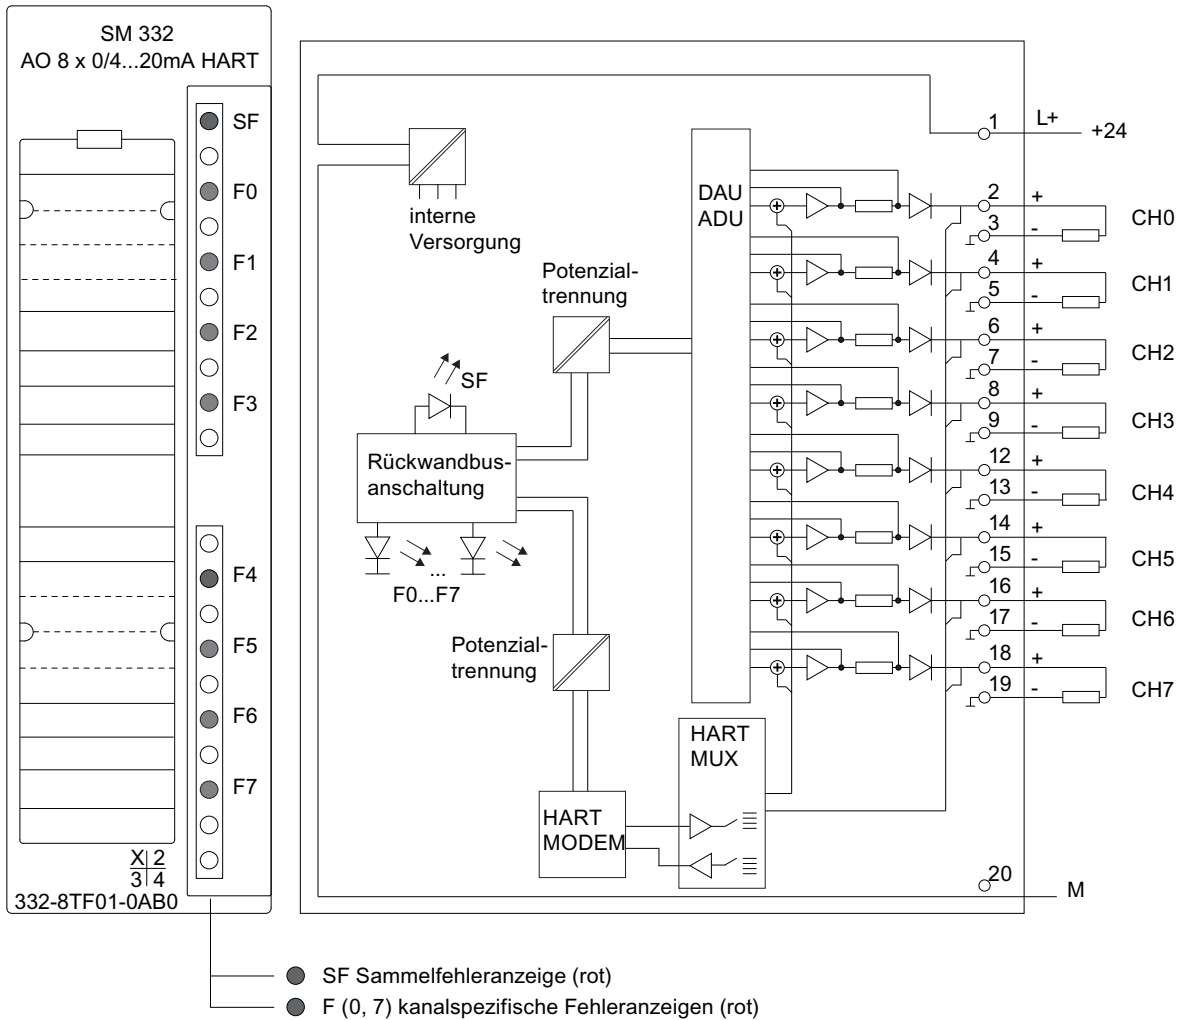 SM 332
AO 8 x 0/4...20mA HART
SF
F0
F1
F2
F3
F4
F5
F6
F7
X 2
3 4
332-8TF01-0AB0
interne
Versorgung
Potenzial-
trennung
SF
Rückwandbus-
anschaltung
...
F0...F7
Potenzial-
trennung
HART
MODEM
HART
MUX
DAU
ADU
1 L+ +24
2 +
3 - CH0
4 +
5 - CH1
6 +
7 - CH2
8 +
9 - CH3
12 +
13 - CH4
14 +
15 - CH5
16 +
17 - CH6
18 +
19 - CH7
20 M
SF Sammelfehleranzeige (rot)
F (0, 7) kanalspezifische Fehleranzeigen (rot)